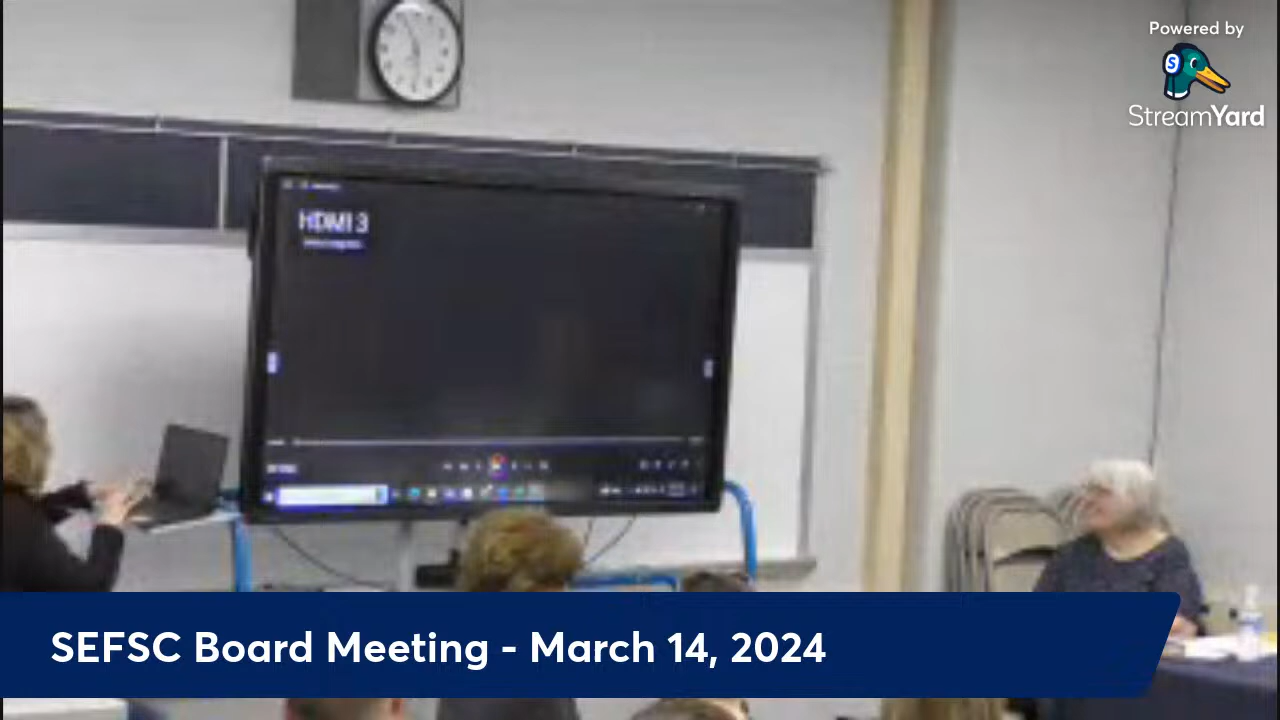 Powered by
S
StreamYard
HDMI 3
SEFSC Board Meeting - March 14, 2024